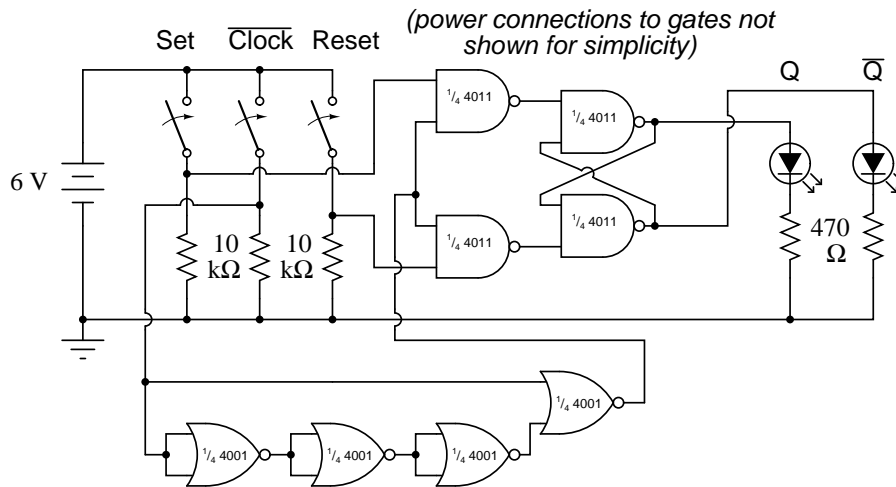 (power connections to gates not
shown for simplicity)
Set
Clock
Reset
Q
Q
1/4 4011
1/4 4011
6 V
10
kΩ
10
kΩ
1/4 4011
1/4 4011
470
Ω
1/4 4001
1/4 4001
1/4 4001
1/4 4001